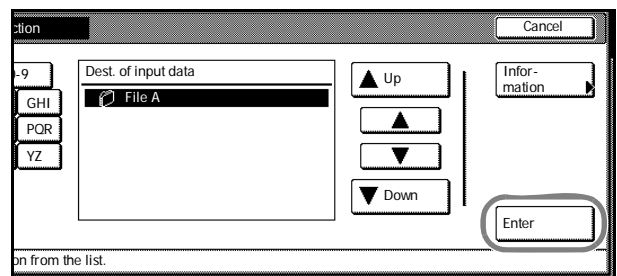 ction
Cancel
-9
GHI
PQR
YZ
Dest. of input data
File A
Up
Down
Infor-
mation
Enter
on from the list.